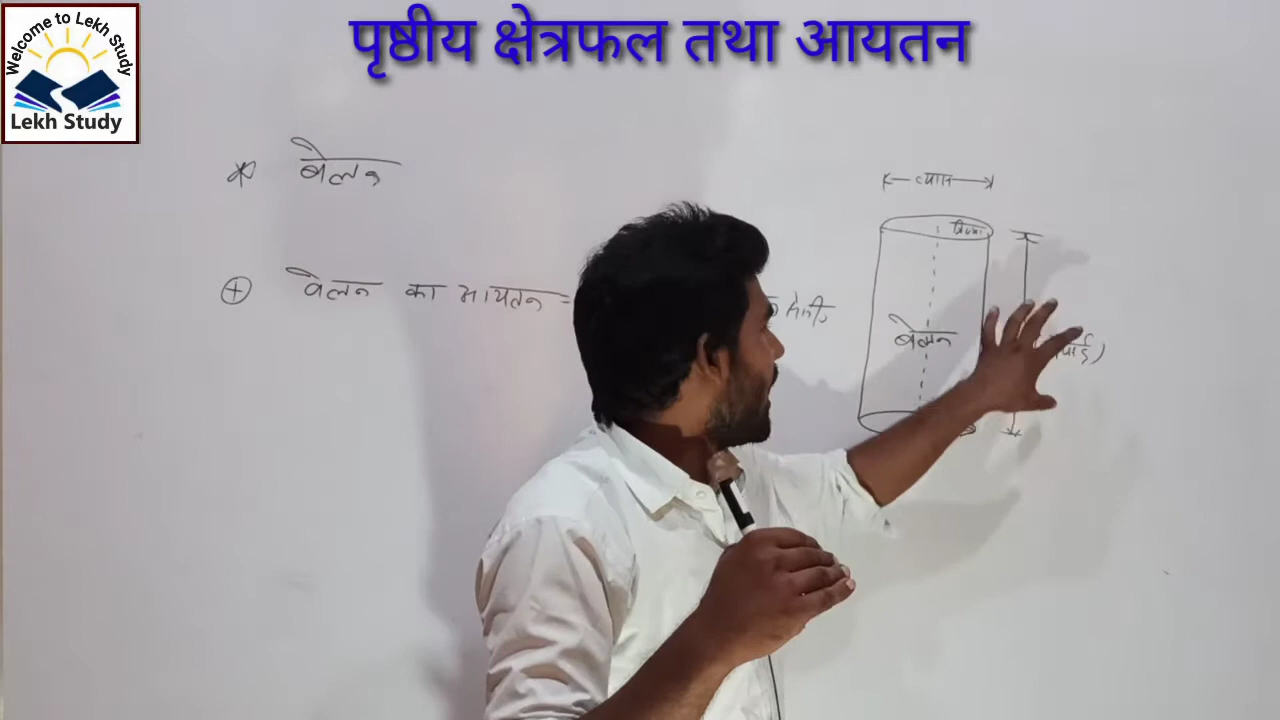 Welcome to Lekh Study
Lekh Study
पृष्ठीय क्षेत्रफल तथा आयतन
* बेलन
व्यास
त्रिज्या
⊕ बेलन का आयतन =
बेलन